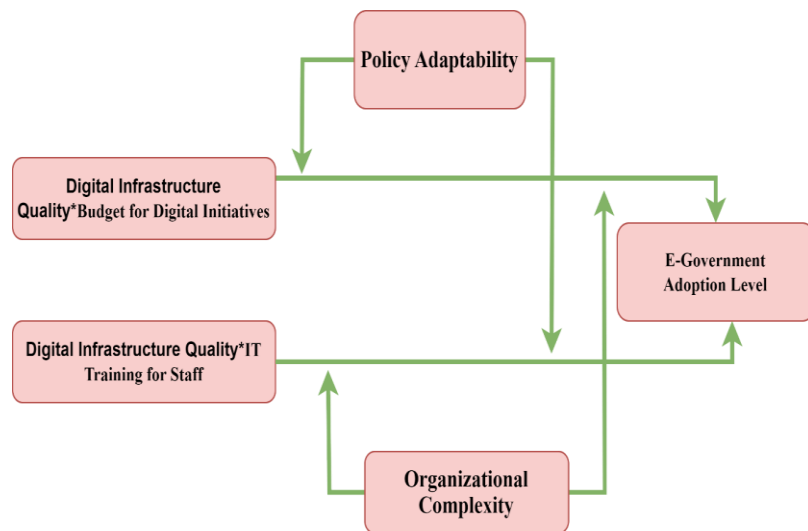 Policy Adaptability
Digital Infrastructure
Quality*Budget for Digital Initiatives
E-Government
Adoption Level
Digital Infrastructure Quality*IT
Training for Staff
Organizational
Complexity